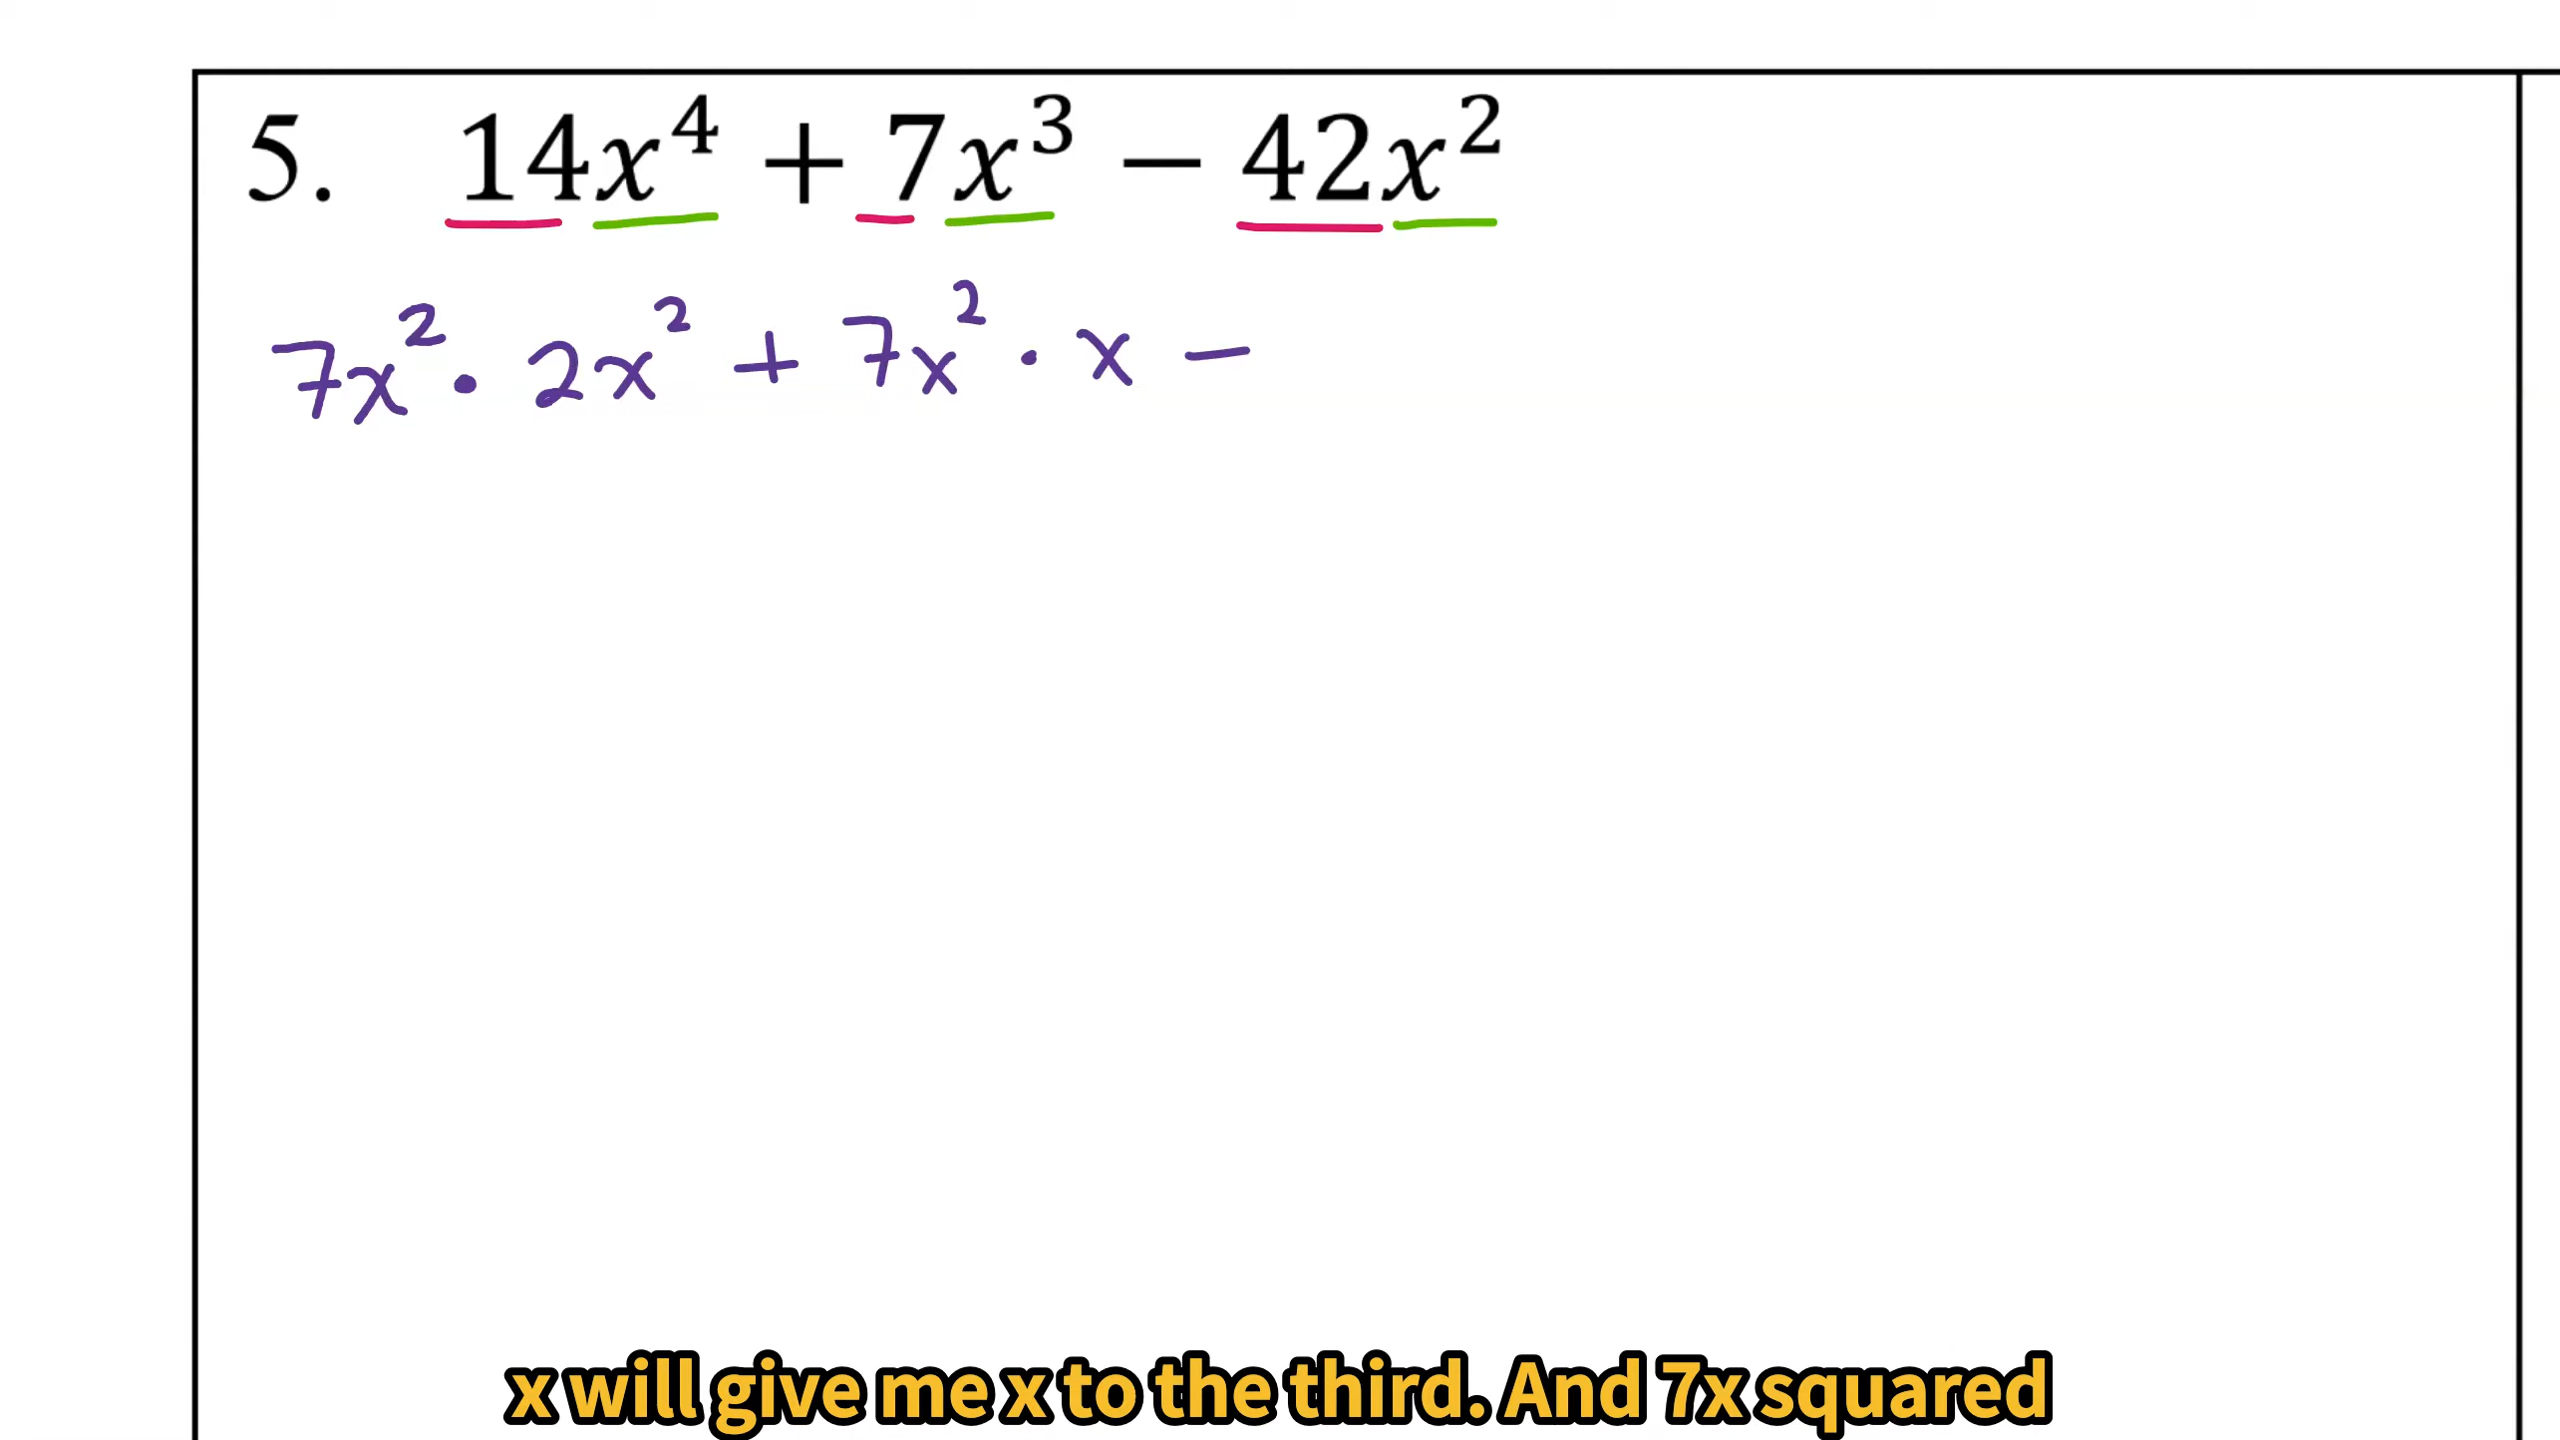 5. 14x⁴ + 7x³ − 42x²
7x² · 2x² + 7x² · x −
x will give me x to the third. And 7x squared